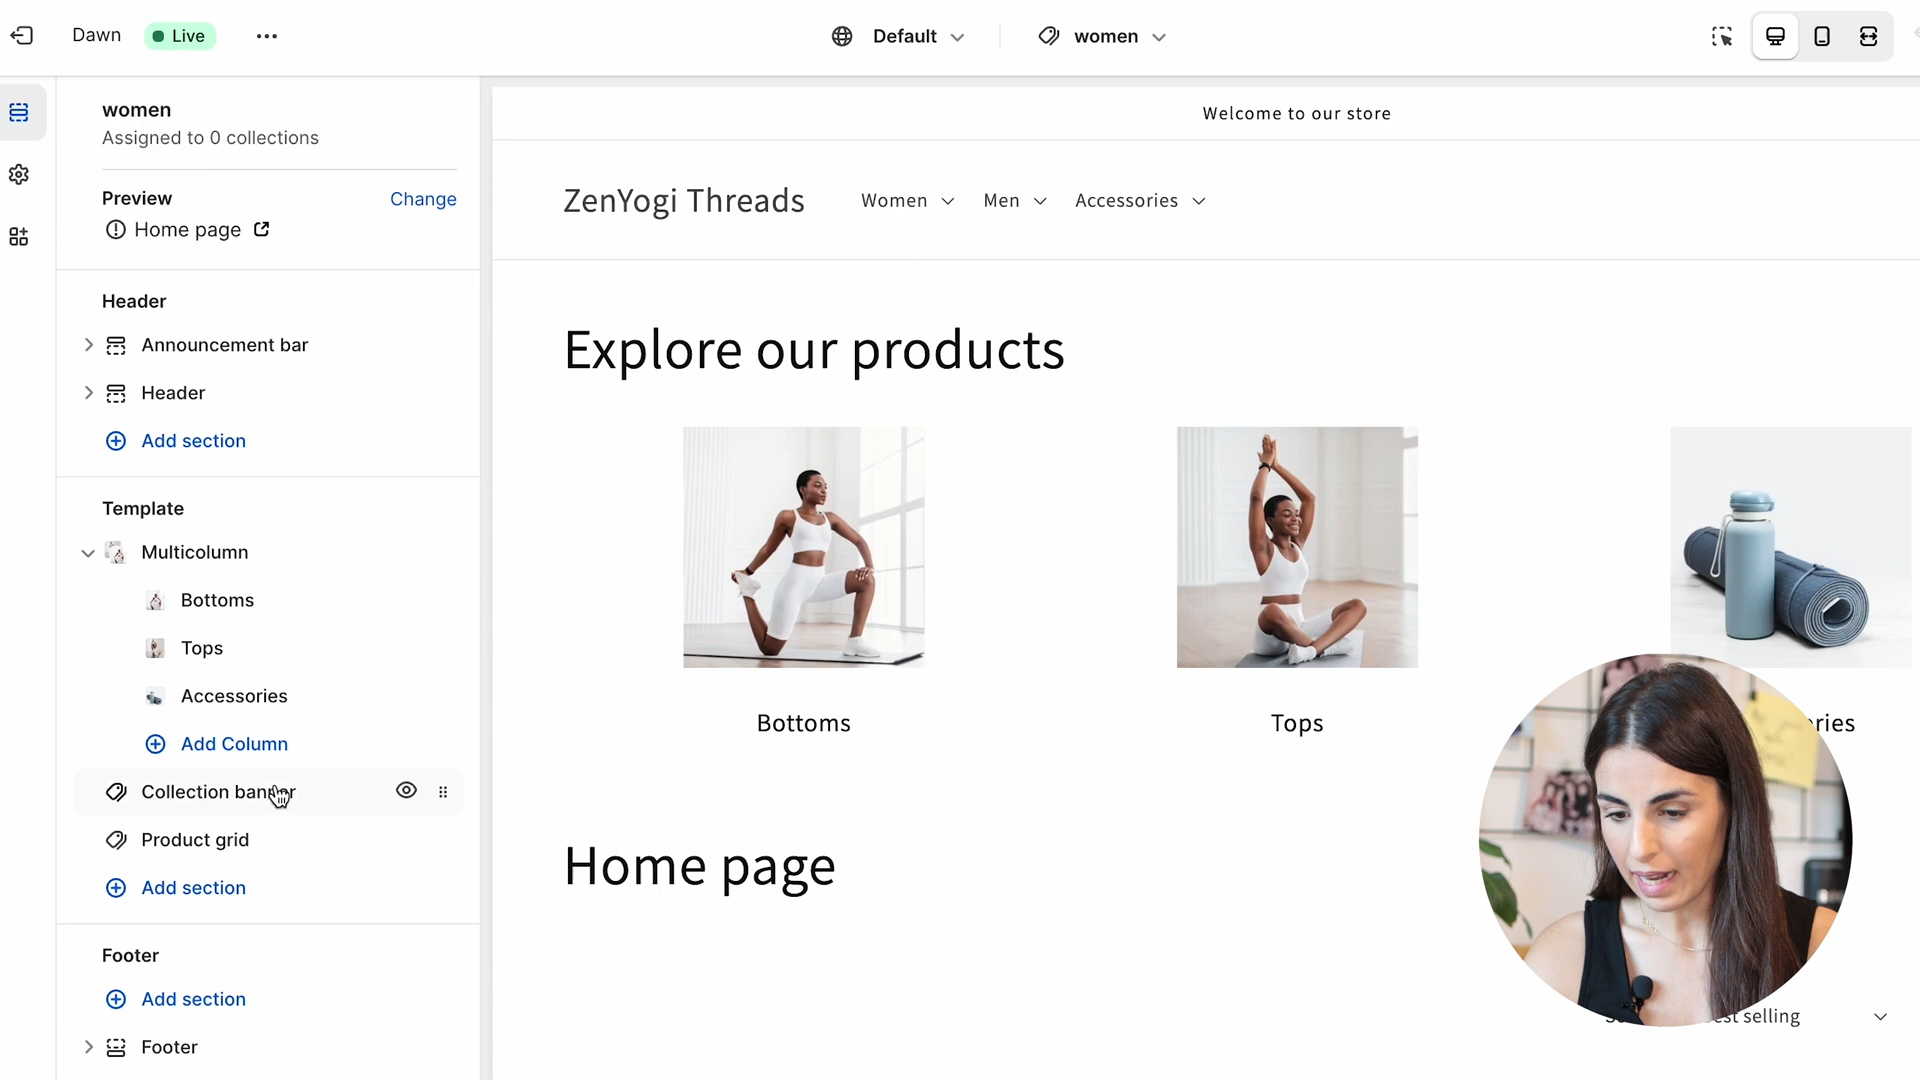 Dawn
Live
Default
women
women
Assigned to 0 collections
Preview
Change
Home page
Header
Announcement bar
Header
Add section
Template
Multicolumn
Bottoms
Tops
Accessories
Add Column
Collection banner
Product grid
Add section
Footer
Add section
Footer
Welcome to our store
ZenYogi Threads
Women
Men
Accessories
Explore our products
Bottoms
Tops
Home page
selling